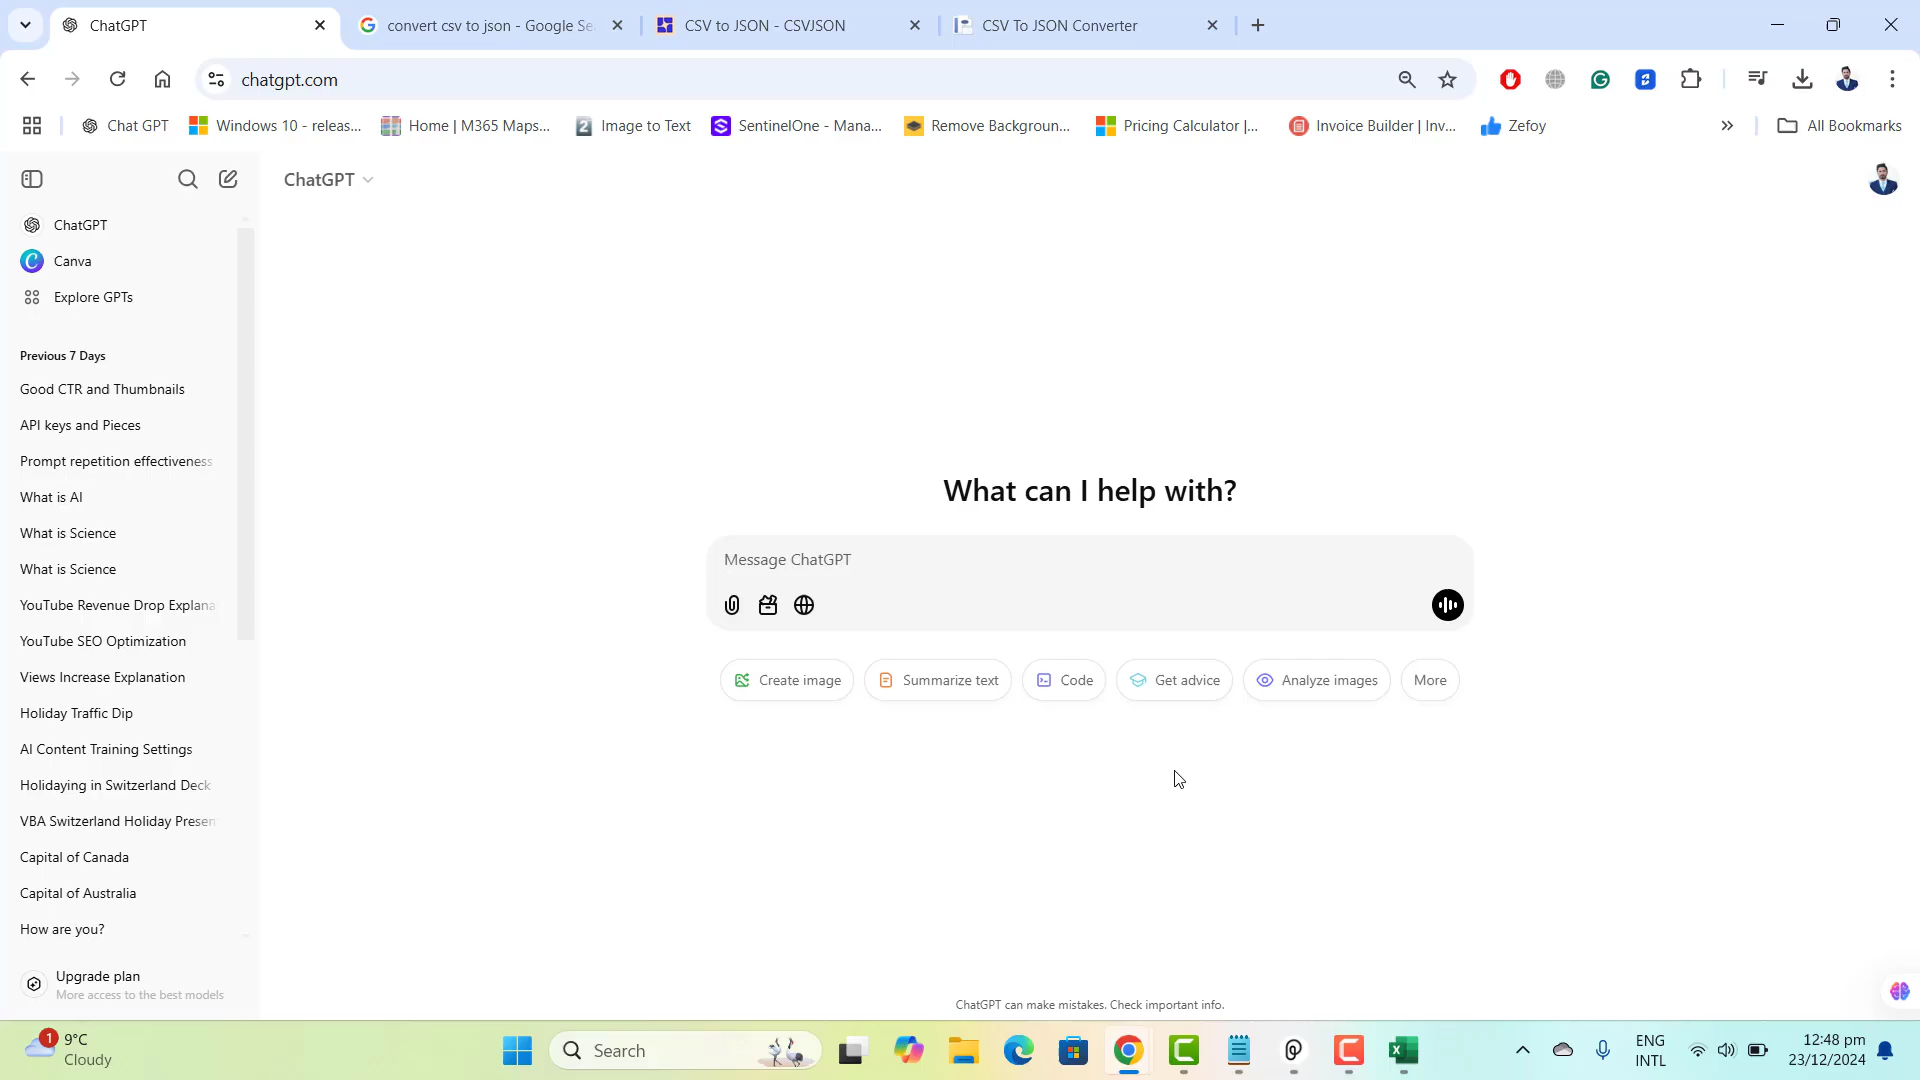 ChatGPT
convert csv to json - Google Se
CSV to JSON - CSVJSON
CSV To JSON Converter
chatgpt.com
Chat GPT
Windows 10 - releas...
Home | M365 Maps...
Image to Text
SentinelOne - Mana...
Remove Backgroun...
Pricing Calculator |...
Invoice Builder | Inv...
Zefoy
All Bookmarks
ChatGPT
ChatGPT
Canva
Explore GPTs
Previous 7 Days
Good CTR and Thumbnails
API keys and Pieces
Prompt repetition effectiveness
What is AI
What is Science
What is Science
YouTube Revenue Drop Explana
YouTube SEO Optimization
Views Increase Explanation
Holiday Traffic Dip
AI Content Training Settings
Holidaying in Switzerland Deck
VBA Switzerland Holiday Presen
Capital of Canada
Capital of Australia
How are you?
Upgrade plan
More access to the best models
What can I help with?
Message ChatGPT
Create image
Summarize text
Code
Get advice
Analyze images
More
ChatGPT can make mistakes. Check important info.
1
9°C
Cloudy
Search
ENG
INTL
12:48 pm
23/12/2024